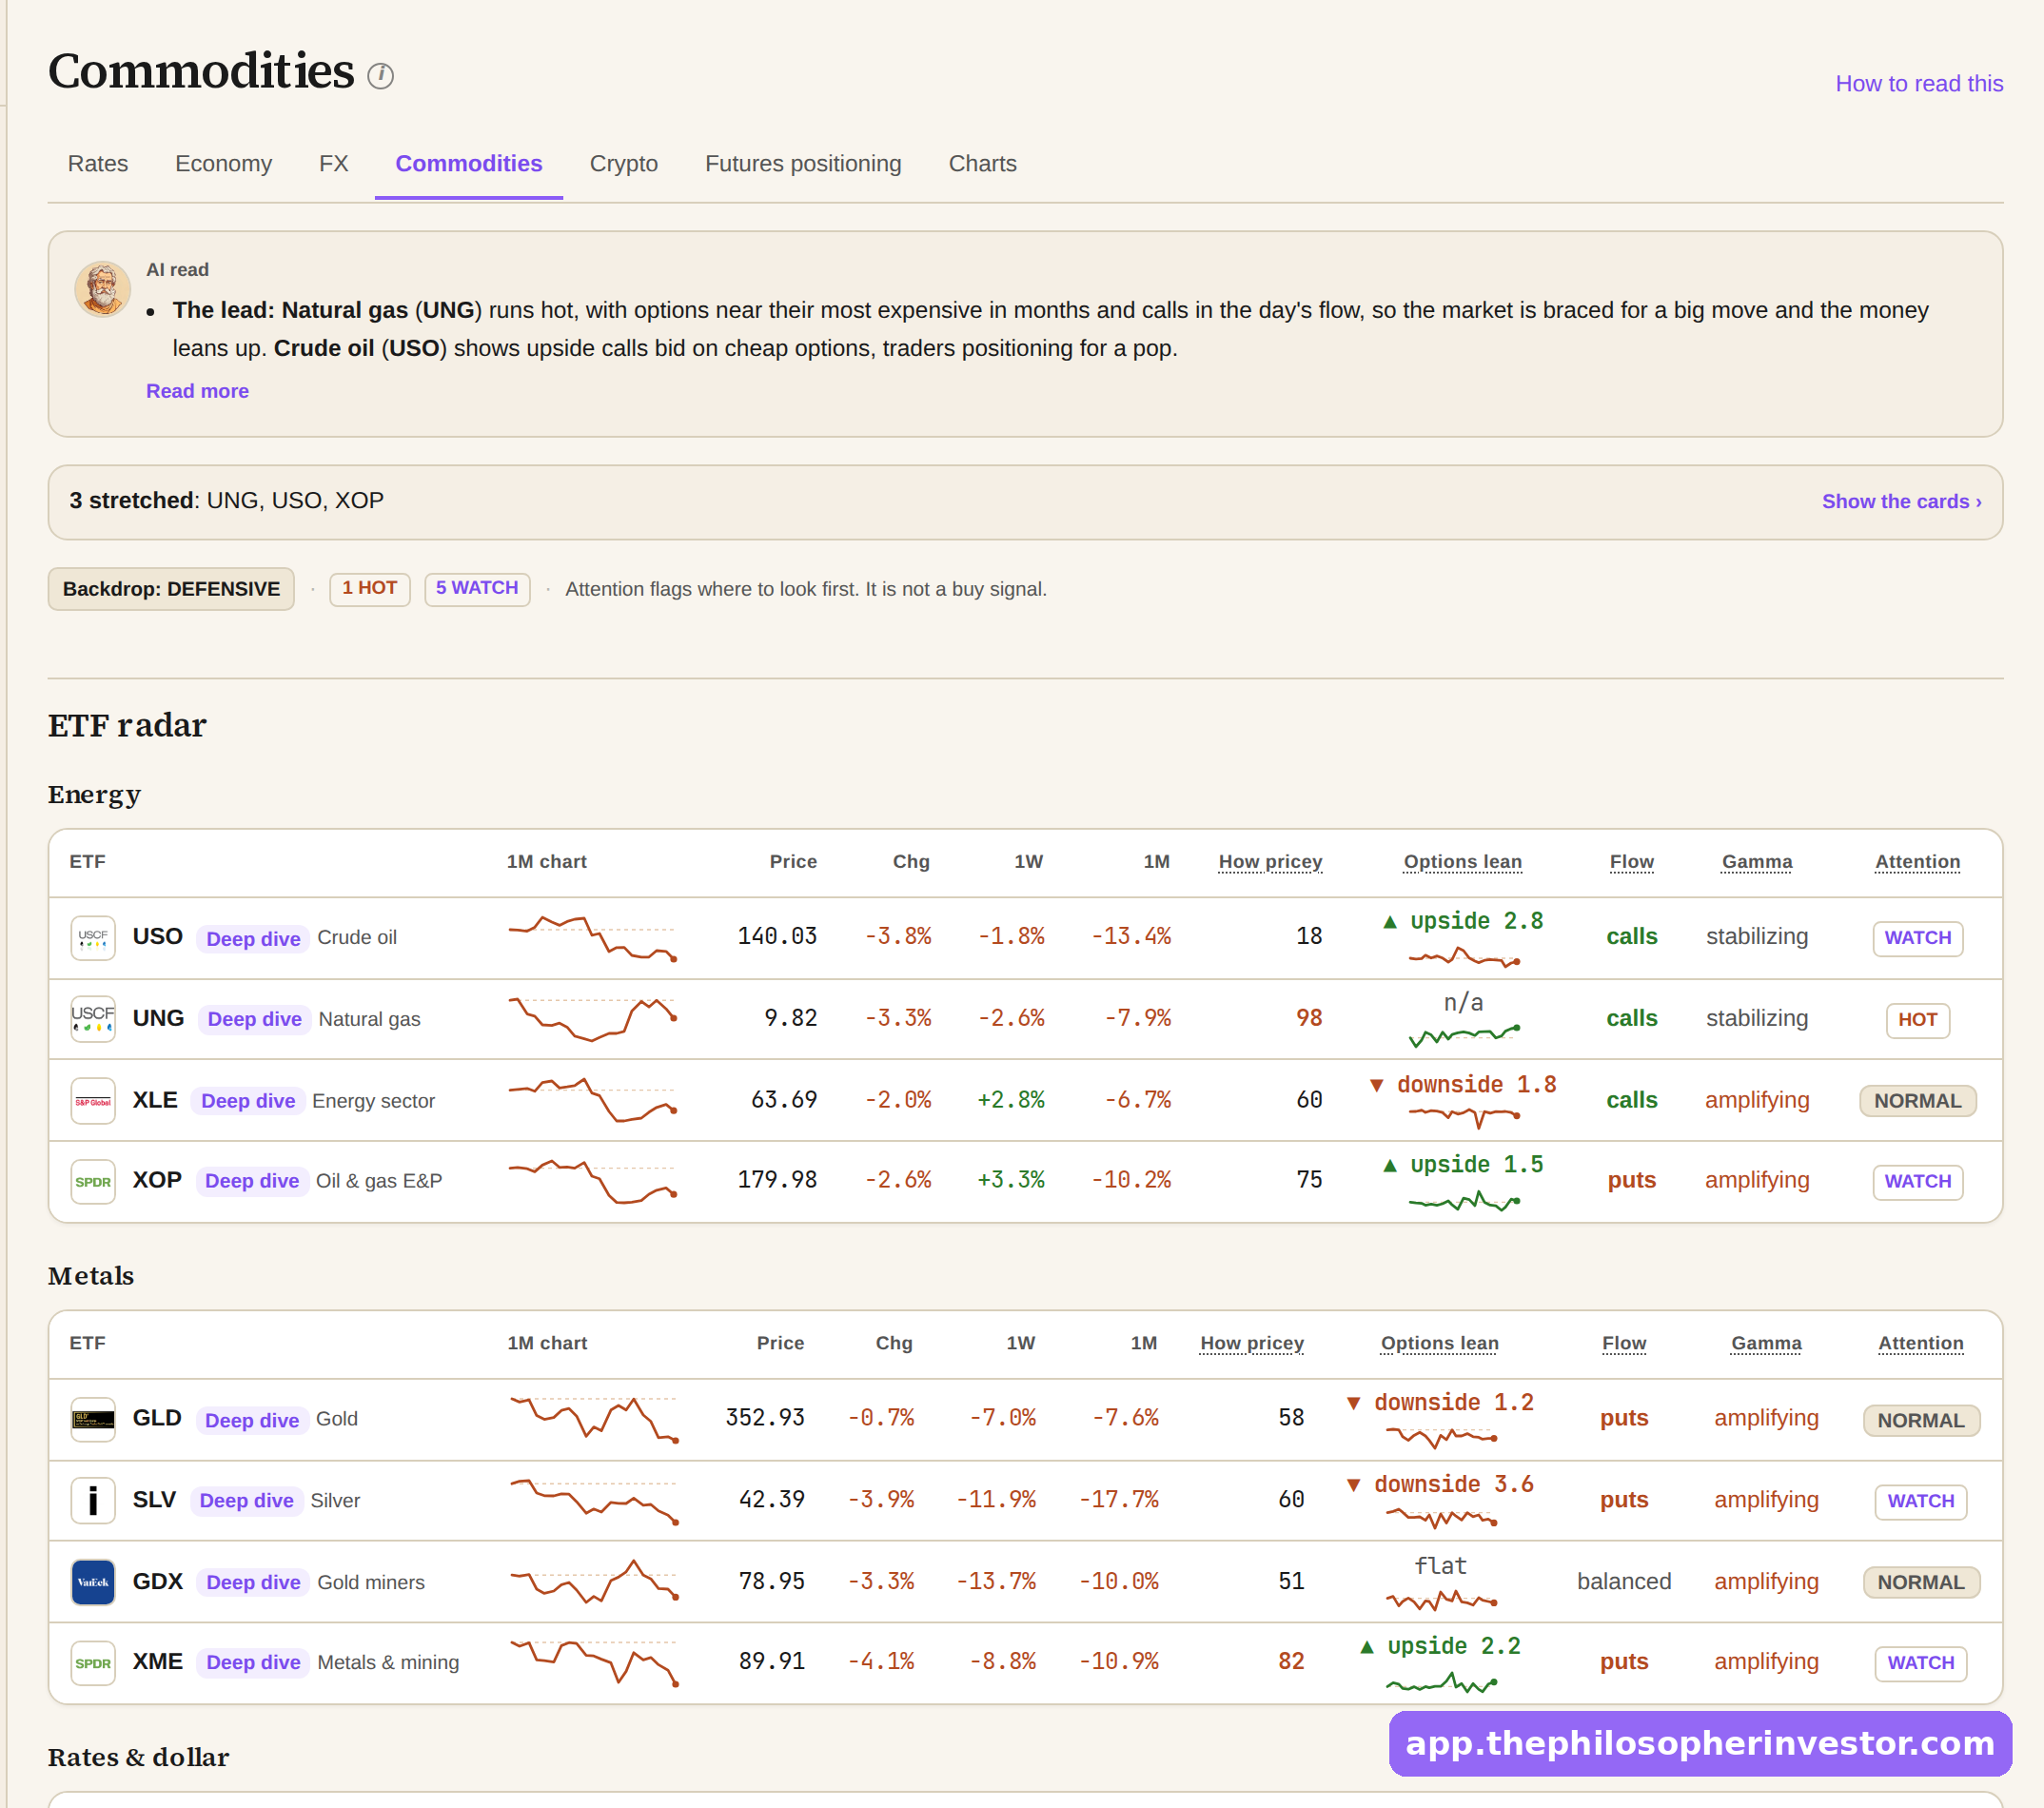 Commodities i
How to read this
Rates Economy FX Commodities Crypto Futures positioning Charts
AI read
• The lead: Natural gas (UNG) runs hot, with options near their most expensive in months and calls in the day's flow, so the market is braced for a big move and the money
leans up. Crude oil (USO) shows upside calls bid on cheap options, traders positioning for a pop.
Read more
3 stretched: UNG, USO, XOP
Show the cards ›
Backdrop: DEFENSIVE · 1 HOT 5 WATCH · Attention flags where to look first. It is not a buy signal.
ETF radar
Energy
ETF 1M chart Price Chg 1W 1M How pricey Options lean Flow Gamma Attention
USCF USO Deep dive Crude oil 140.03 -3.8% -1.8% -13.4% 18 ▲ upside 2.8 calls stabilizing WATCH
USCF UNG Deep dive Natural gas 9.82 -3.3% -2.6% -7.9% 98 n/a calls stabilizing HOT
S&P Global XLE Deep dive Energy sector 63.69 -2.0% +2.8% -6.7% 60 ▼ downside 1.8 calls amplifying NORMAL
SPDR XOP Deep dive Oil & gas E&P 179.98 -2.6% +3.3% -10.2% 75 ▲ upside 1.5 puts amplifying WATCH
Metals
ETF 1M chart Price Chg 1W 1M How pricey Options lean Flow Gamma Attention
GLD GLD Deep dive Gold 352.93 -0.7% -7.0% -7.6% 58 ▼ downside 1.2 puts amplifying NORMAL
i SLV Deep dive Silver 42.39 -3.9% -11.9% -17.7% 60 ▼ downside 3.6 puts amplifying WATCH
VanEck GDX Deep dive Gold miners 78.95 -3.3% -13.7% -10.0% 51 flat balanced amplifying NORMAL
SPDR XME Deep dive Metals & mining 89.91 -4.1% -8.8% -10.9% 82 ▲ upside 2.2 puts amplifying WATCH
Rates & dollar
app.thephilosopherinvestor.com